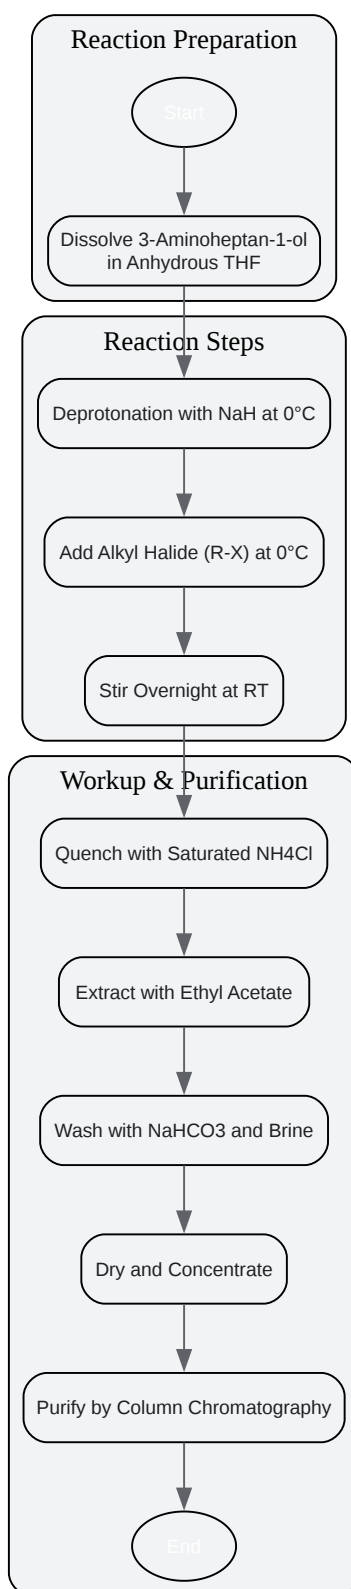 Reaction Preparation
Start
Dissolve 3-Aminoheptan-1-ol
in Anhydrous THF
Reaction Steps
Deprotonation with NaH at 0°C
Add Alkyl Halide (R-X) at 0°C
Stir Overnight at RT
Workup & Purification
Quench with Saturated NH4Cl
Extract with Ethyl Acetate
Wash with NaHCO3 and Brine
Dry and Concentrate
Purify by Column Chromatography
End